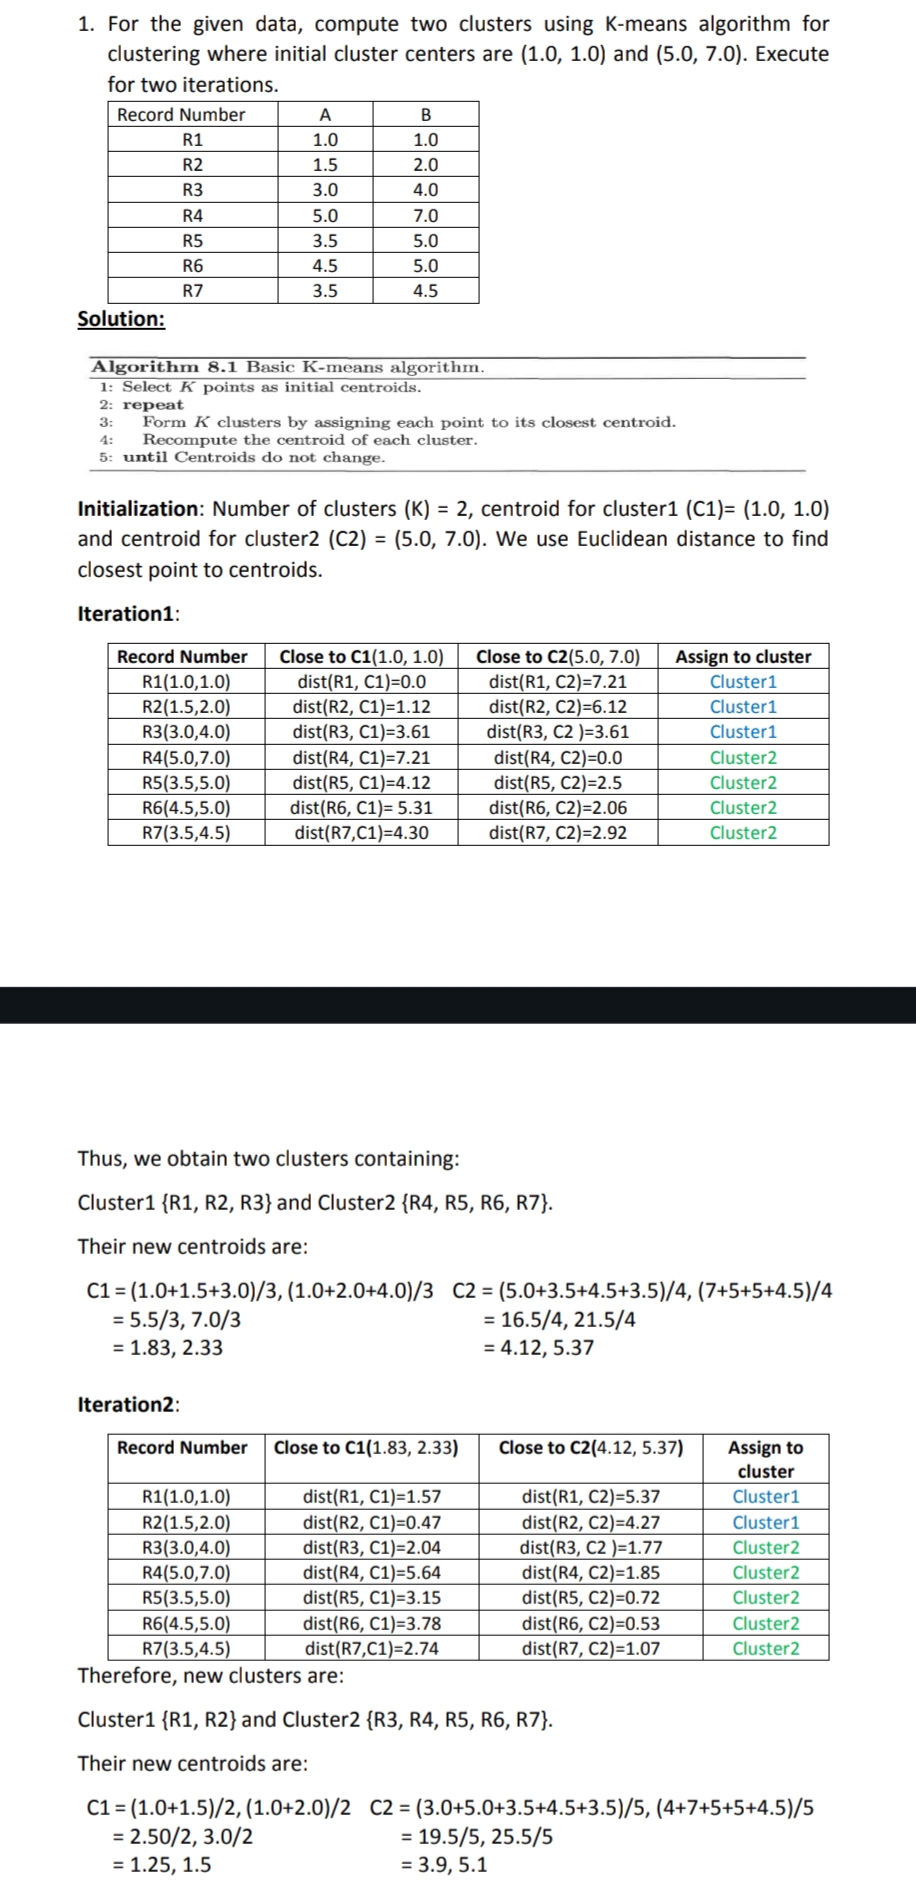 1. For the given data, compute two clusters using K-means algorithm for
clustering where initial cluster centers are (1.0, 1.0) and (5.0, 7.0). Execute
for two iterations.
Record Number A B
R1 1.0 1.0
R2 1.5 2.0
R3 3.0 4.0
R4 5.0 7.0
R5 3.5 5.0
R6 4.5 5.0
R7 3.5 4.5
Solution:
Algorithm 8.1 Basic K-means algorithm.
1: Select K points as initial centroids.
2: repeat
3: Form K clusters by assigning each point to its closest centroid.
4: Recompute the centroid of each cluster.
5: until Centroids do not change.
Initialization: Number of clusters (K) = 2, centroid for cluster1 (C1)= (1.0, 1.0)
and centroid for cluster2 (C2) = (5.0, 7.0). We use Euclidean distance to find
closest point to centroids.
Iteration1:
Record Number Close to C1(1.0, 1.0) Close to C2(5.0, 7.0) Assign to cluster
R1(1.0,1.0) dist(R1, C1)=0.0 dist(R1, C2)=7.21 Cluster1
R2(1.5,2.0) dist(R2, C1)=1.12 dist(R2, C2)=6.12 Cluster1
R3(3.0,4.0) dist(R3, C1)=3.61 dist(R3, C2 )=3.61 Cluster1
R4(5.0,7.0) dist(R4, C1)=7.21 dist(R4, C2)=0.0 Cluster2
R5(3.5,5.0) dist(R5, C1)=4.12 dist(R5, C2)=2.5 Cluster2
R6(4.5,5.0) dist(R6, C1)= 5.31 dist(R6, C2)=2.06 Cluster2
R7(3.5,4.5) dist(R7,C1)=4.30 dist(R7, C2)=2.92 Cluster2
Thus, we obtain two clusters containing:
Cluster1 {R1, R2, R3} and Cluster2 {R4, R5, R6, R7}.
Their new centroids are:
C1 = (1.0+1.5+3.0)/3, (1.0+2.0+4.0)/3 C2 = (5.0+3.5+4.5+3.5)/4, (7+5+5+4.5)/4
= 5.5/3, 7.0/3 = 16.5/4, 21.5/4
= 1.83, 2.33 = 4.12, 5.37
Iteration2:
Record Number Close to C1(1.83, 2.33) Close to C2(4.12, 5.37) Assign to
cluster
R1(1.0,1.0) dist(R1, C1)=1.57 dist(R1, C2)=5.37 Cluster1
R2(1.5,2.0) dist(R2, C1)=0.47 dist(R2, C2)=4.27 Cluster1
R3(3.0,4.0) dist(R3, C1)=2.04 dist(R3, C2 )=1.77 Cluster2
R4(5.0,7.0) dist(R4, C1)=5.64 dist(R4, C2)=1.85 Cluster2
R5(3.5,5.0) dist(R5, C1)=3.15 dist(R5, C2)=0.72 Cluster2
R6(4.5,5.0) dist(R6, C1)=3.78 dist(R6, C2)=0.53 Cluster2
R7(3.5,4.5) dist(R7,C1)=2.74 dist(R7, C2)=1.07 Cluster2
Therefore, new clusters are:
Cluster1 {R1, R2} and Cluster2 {R3, R4, R5, R6, R7}.
Their new centroids are:
C1 = (1.0+1.5)/2, (1.0+2.0)/2 C2 = (3.0+5.0+3.5+4.5+3.5)/5, (4+7+5+5+4.5)/5
= 2.50/2, 3.0/2 = 19.5/5, 25.5/5
= 1.25, 1.5 = 3.9, 5.1